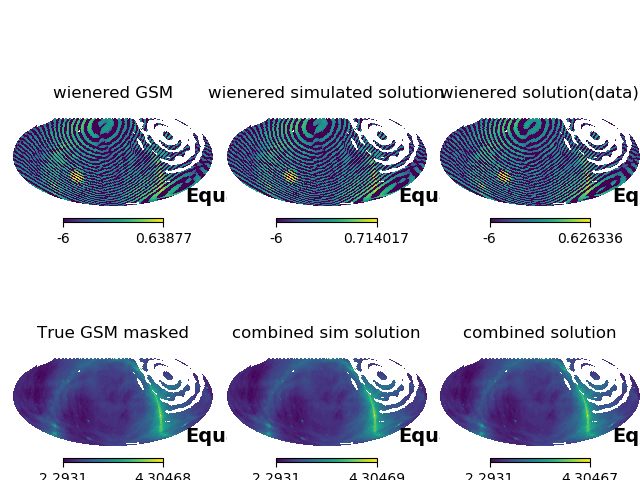 wienered GSM
wienered simulated solution
wienered solution(data)
Equ
Equ
Eq
-6 0.63877
-6 0.714017
-6 0.626336
True GSM masked
combined sim solution
combined solution
Equ
Equ
Eq
2.2931 4.30468
2.2931 4.30469
2.2931 4.30467